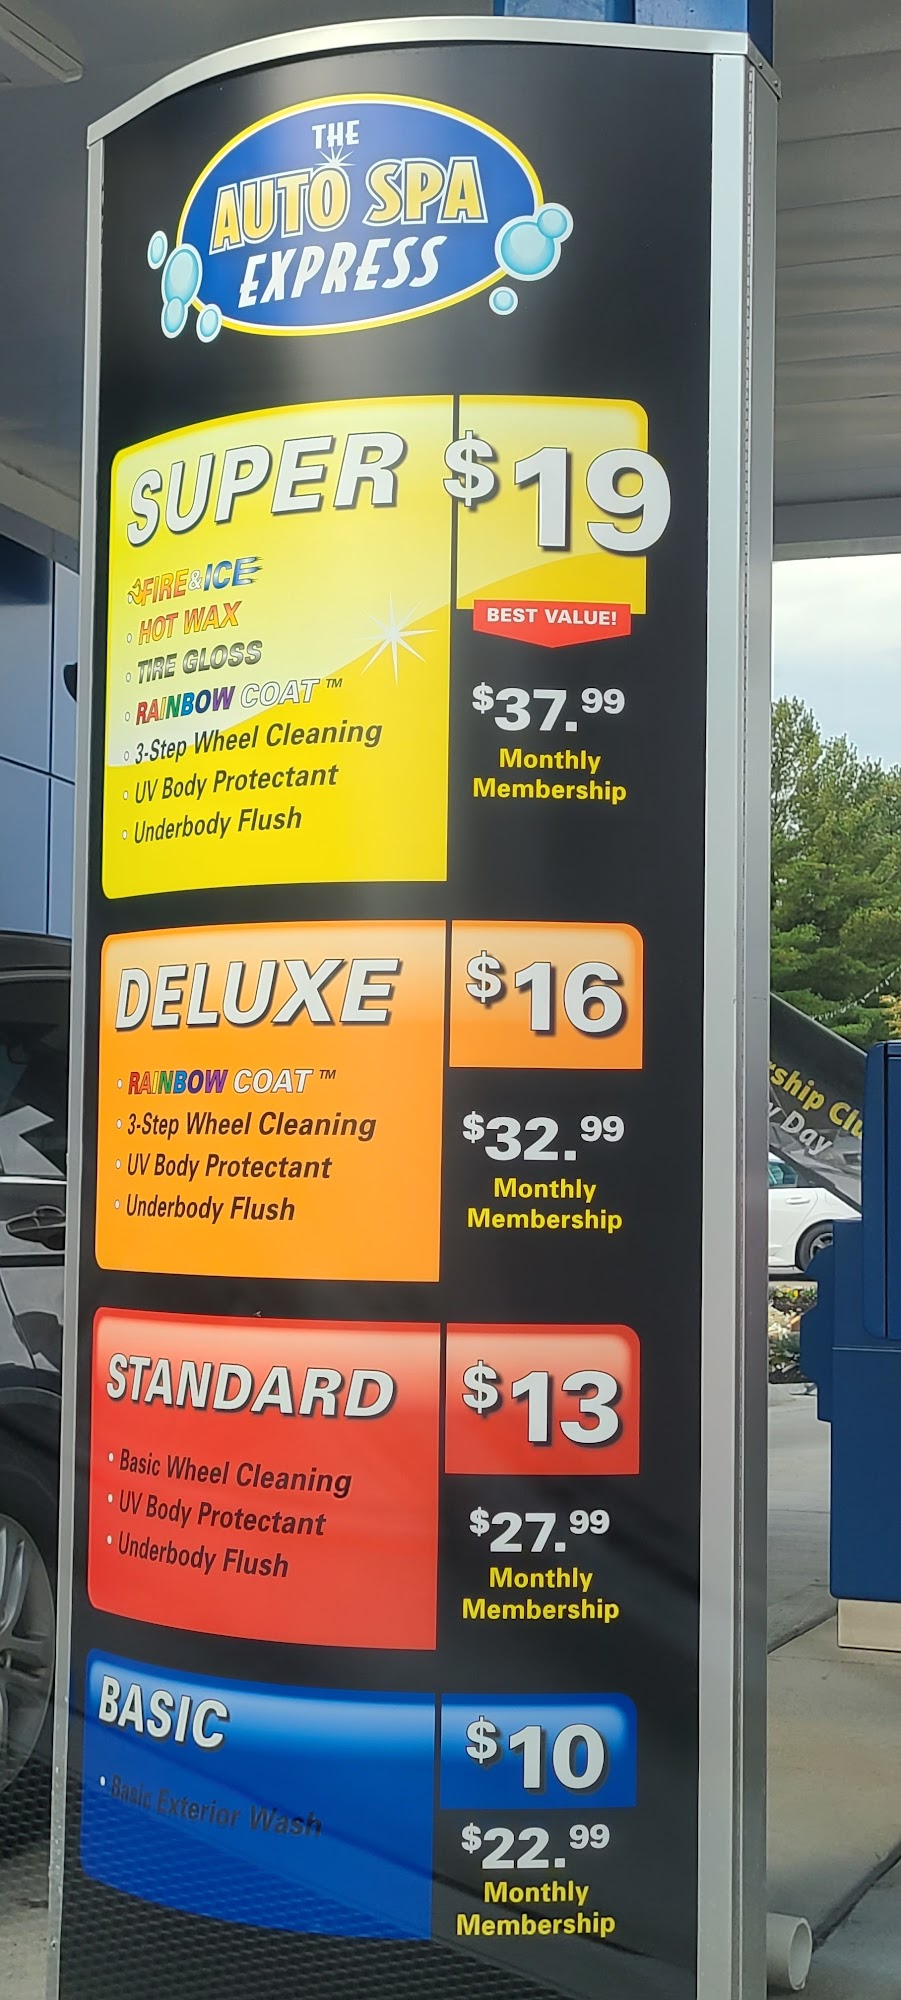 THE
AUTO SPA
EXPRESS
SUPER $19
FIRE & ICE
• HOT WAX
• TIRE GLOSS
• RAINBOW COAT™
• 3-Step Wheel Cleaning
• UV Body Protectant
• Underbody Flush
BEST VALUE!
$37.99
Monthly
Membership
DELUXE $16
• RAINBOW COAT™
• 3-Step Wheel Cleaning
• UV Body Protectant
• Underbody Flush
$32.99
Monthly
Membership
rship Clu
Day
STANDARD $13
• Basic Wheel Cleaning
• UV Body Protectant
• Underbody Flush
$27.99
Monthly
Membership
BASIC $10
• Basic Exterior Wash
$22.99
Monthly
Membership